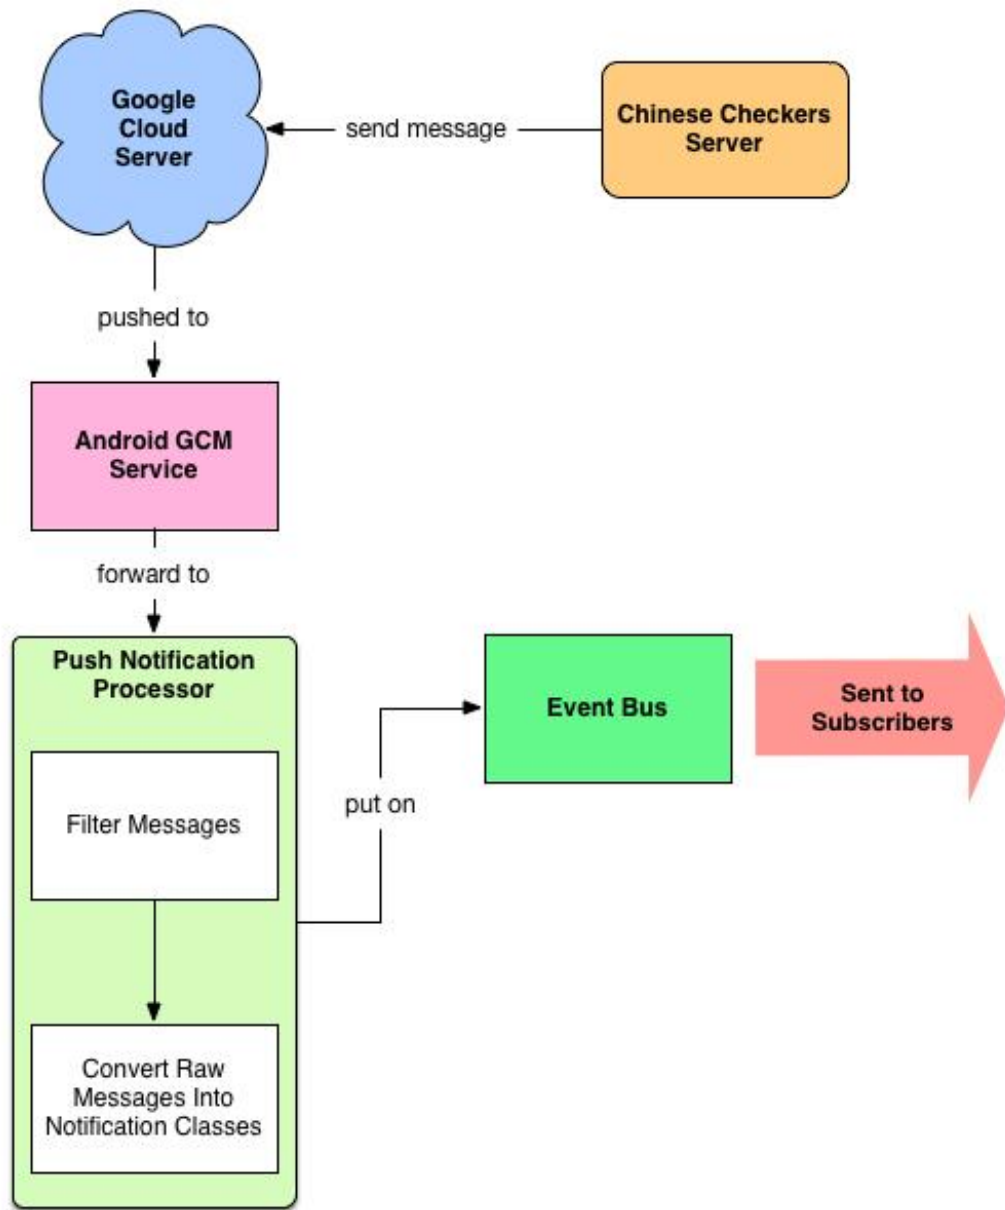 Google
Cloud
Server
send message
Chinese Checkers
Server
pushed to
Android GCM
Service
forward to
Push Notification
Processor
Filter Messages
Convert Raw
Messages Into
Notification Classes
put on
Event Bus
Sent to
Subscribers